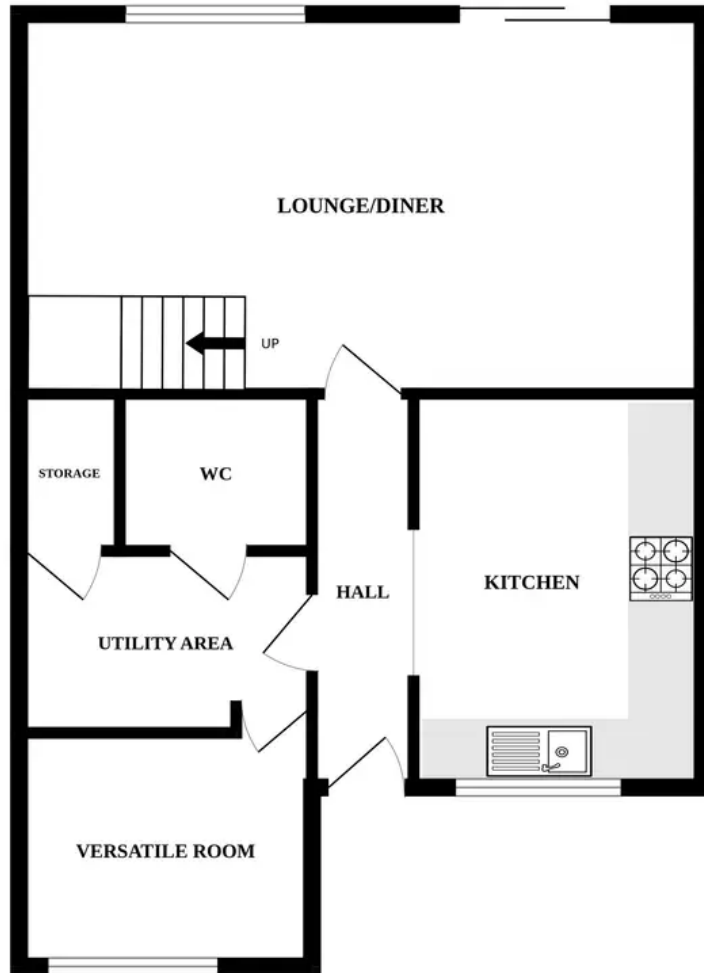 LOUNGE/DINER
UP
STORAGE
WC
HALL
KITCHEN
UTILITY AREA
VERSATILE ROOM